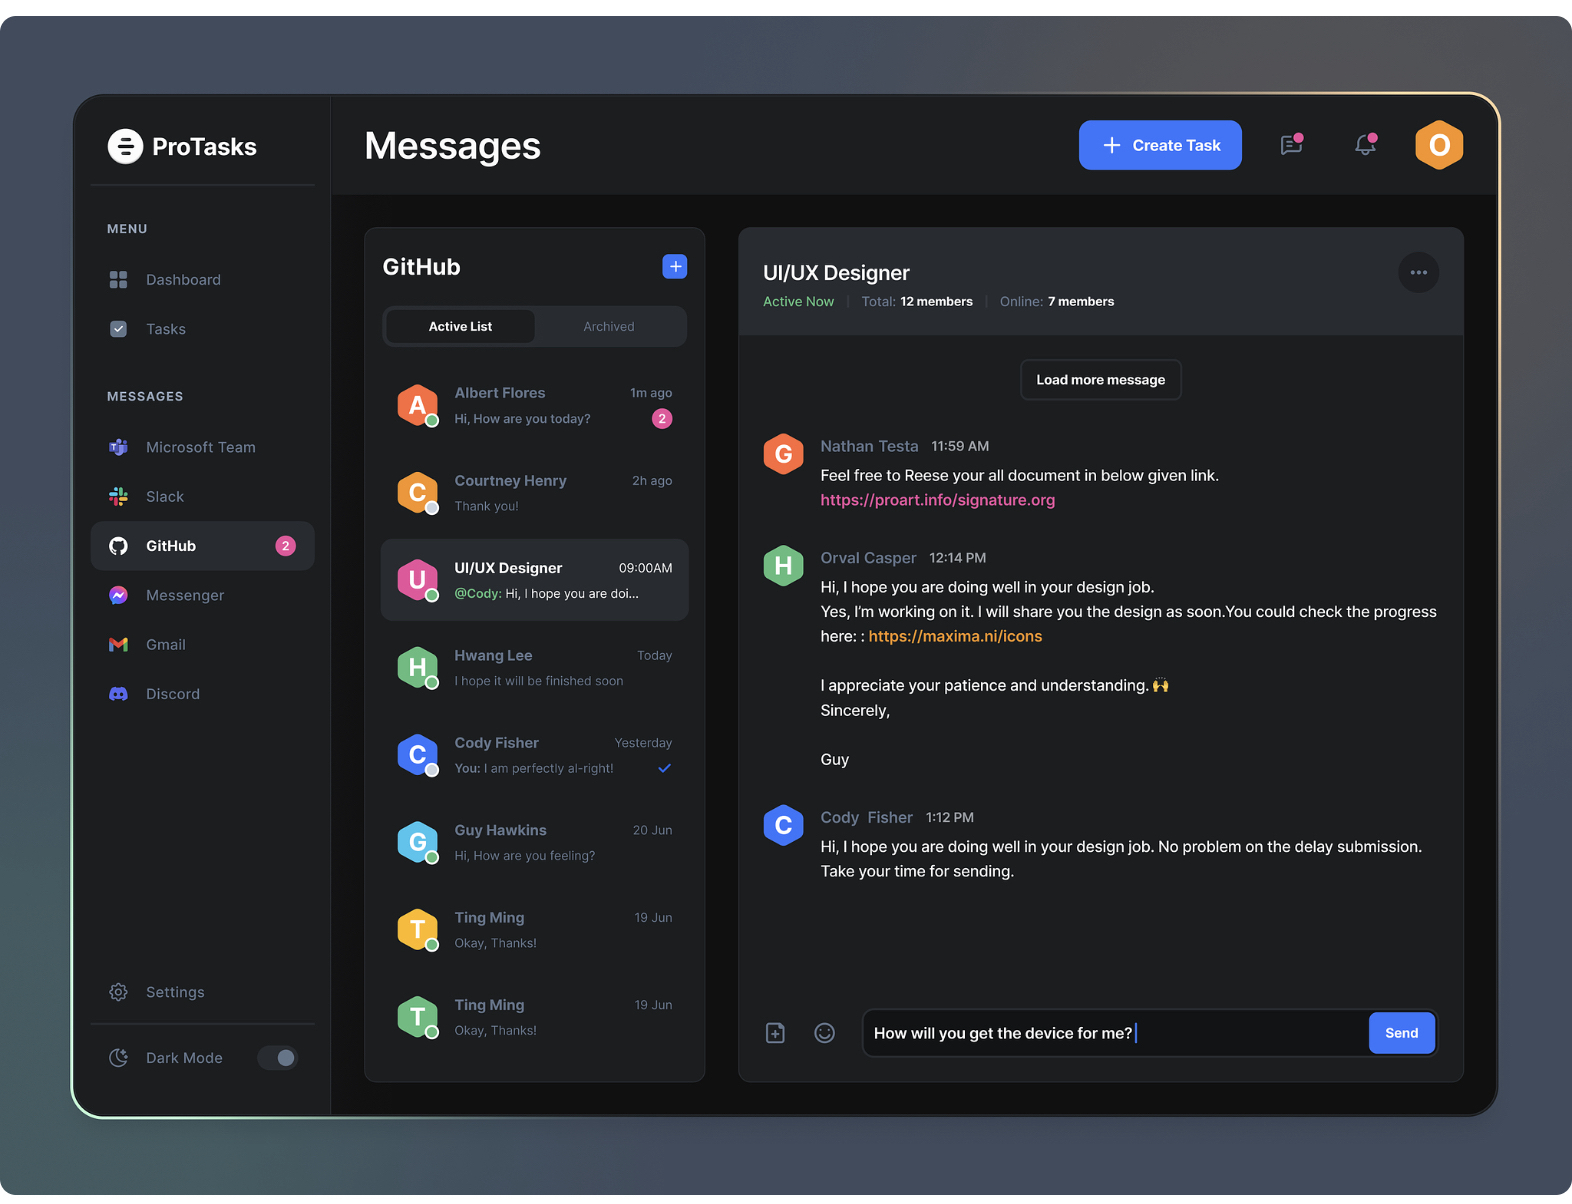 ProTasks
MENU
Dashboard
Tasks
MESSAGES
Microsoft Team
Slack
GitHub 2
Messenger
Gmail
Discord
Settings
Dark Mode
Messages
+ Create Task
O
GitHub
+
Active List Archived
A
Albert Flores 1m ago
Hi, How are you today? 2
C
Courtney Henry 2h ago
Thank you!
U
UI/UX Designer 09:00AM
@Cody: Hi, I hope you are doi...
H
Hwang Lee Today
I hope it will be finished soon
C
Cody Fisher Yesterday
You: I am perfectly al-right!
G
Guy Hawkins 20 Jun
Hi, How are you feeling?
T
Ting Ming 19 Jun
Okay, Thanks!
T
Ting Ming 19 Jun
Okay, Thanks!
UI/UX Designer
Active Now | Total: 12 members | Online: 7 members
Load more message
G
Nathan Testa 11:59 AM
Feel free to Reese your all document in below given link.
https://proart.info/signature.org
H
Orval Casper 12:14 PM
Hi, I hope you are doing well in your design job.
Yes, I'm working on it. I will share you the design as soon.You could check the progress
here: : https://maxima.ni/icons
I appreciate your patience and understanding. 🙌
Sincerely,
Guy
C
Cody Fisher 1:12 PM
Hi, I hope you are doing well in your design job. No problem on the delay submission.
Take your time for sending.
How will you get the device for me?
Send